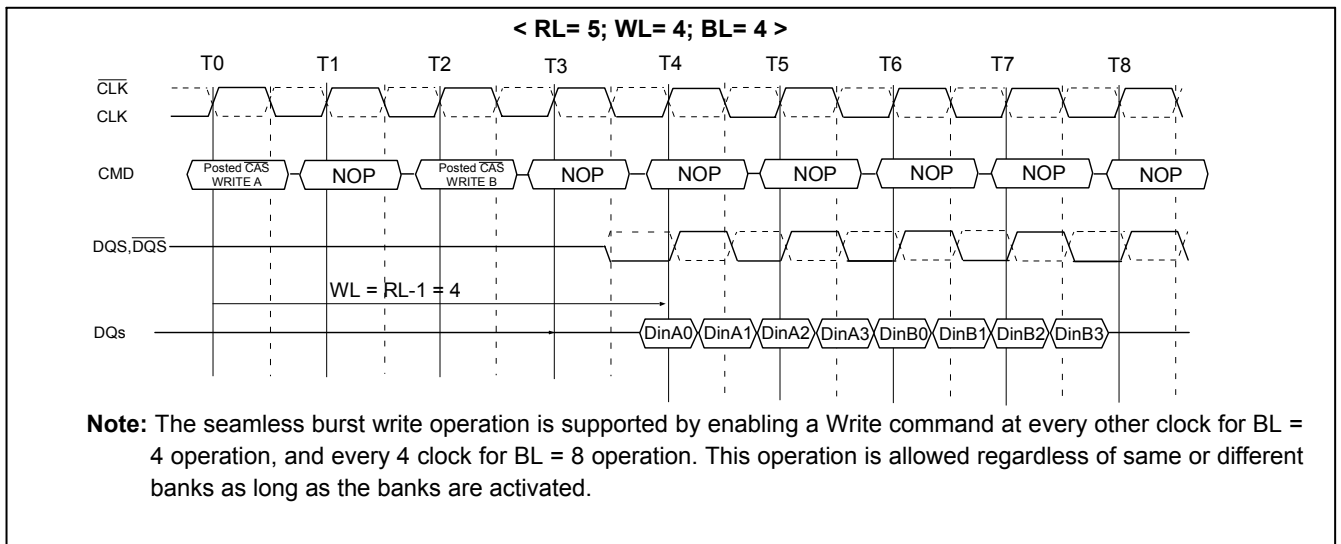 < RL= 5; WL= 4; BL= 4 >
T0 T1 T2 T3 T4 T5 T6 T7 T8
C̅L̅K̅
CLK
CMD
Posted C̅A̅S̅
WRITE A
NOP
Posted C̅A̅S̅
WRITE B
NOP
NOP
NOP
NOP
NOP
NOP
DQS,D̅Q̅S̅
WL = RL-1 = 4
DQs
DinA0 DinA1 DinA2 DinA3 DinB0 DinB1 DinB2 DinB3
Note: The seamless burst write operation is supported by enabling a Write command at every other clock for BL =
4 operation, and every 4 clock for BL = 8 operation. This operation is allowed regardless of same or different
banks as long as the banks are activated.